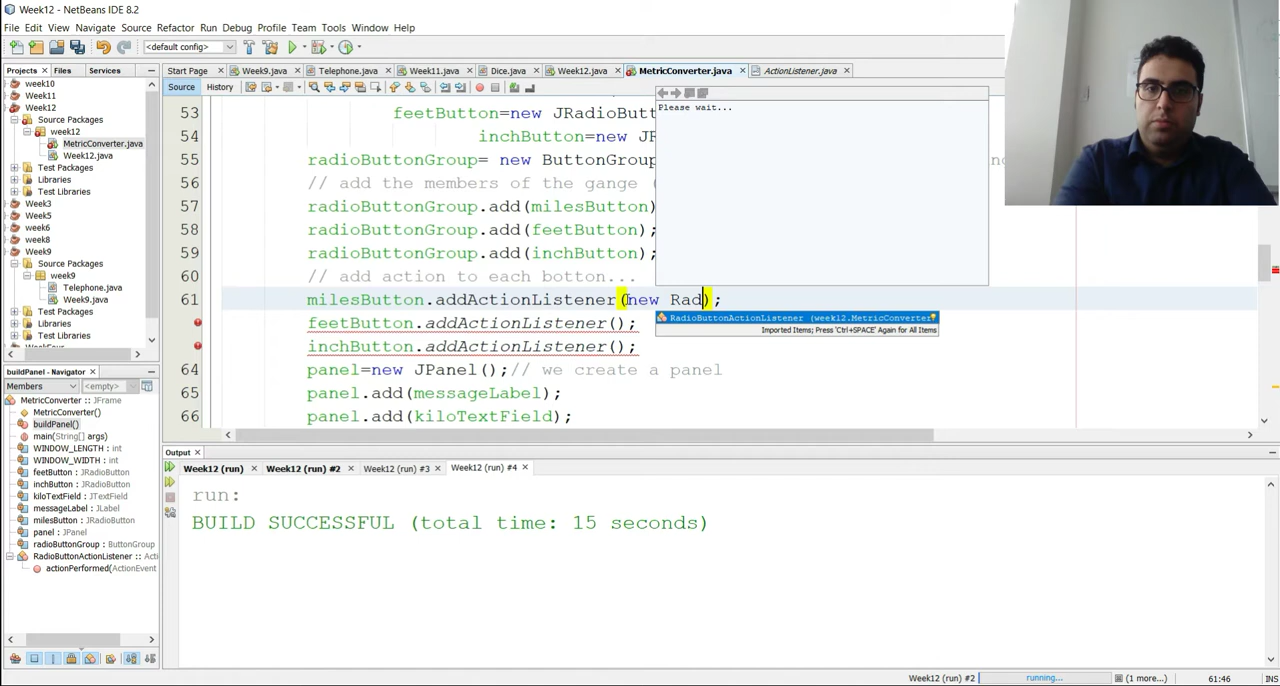 Week12 - NetBeans IDE 8.2
File Edit View Navigate Source Refactor Run Debug Profile Team Tools Window Help
<default config>
Projects Files Services
Start Page Week9.java Telephone.java Week11.java Dice.java Week12.java MetricConverter.java ActionListener.java
Source History
week10
Week11
Week12
Source Packages
week12
MetricConverter.java
Week12.java
Test Packages
Libraries
Test Libraries
Week3
Week5
week6
week8
Week9
Source Packages
week9
Telephone.java
Week9.java
Test Packages
Libraries
Test Libraries
53 feetButton=new JRadioButt
54 inchButton=new JR
55 radioButtonGroup= new ButtonGroup
56 // add the members of the gange (
57 radioButtonGroup.add(milesButton)
58 radioButtonGroup.add(feetButton);
59 radioButtonGroup.add(inchButton);
60 // add action to each botton...
61 milesButton.addActionListener(new Rad);
feetButton.addActionListener();
inchButton.addActionListener();
64 panel=new JPanel();// we create a panel
65 panel.add(messageLabel);
66 panel.add(kiloTextField);
Please wait...
RadioButtonActionListener (week12.MetricConverter
Imported Items; Press 'Ctrl+SPACE' Again for All Items
buildPanel() - Navigator
Members <empty>
MetricConverter :: JFrame
MetricConverter()
buildPanel()
main(String[] args)
WINDOW_LENGTH : int
WINDOW_WIDTH : int
feetButton : JRadioButton
inchButton : JRadioButton
kiloTextField : JTextField
messageLabel : JLabel
milesButton : JRadioButton
panel : JPanel
radioButtonGroup : ButtonGroup
RadioButtonActionListener :: Actio
actionPerformed(ActionEvent
Output
Week12 (run) Week12 (run) #2 Week12 (run) #3 Week12 (run) #4
run:
BUILD SUCCESSFUL (total time: 15 seconds)
Week12 (run) #2 running... (1 more...) 61:46 INS